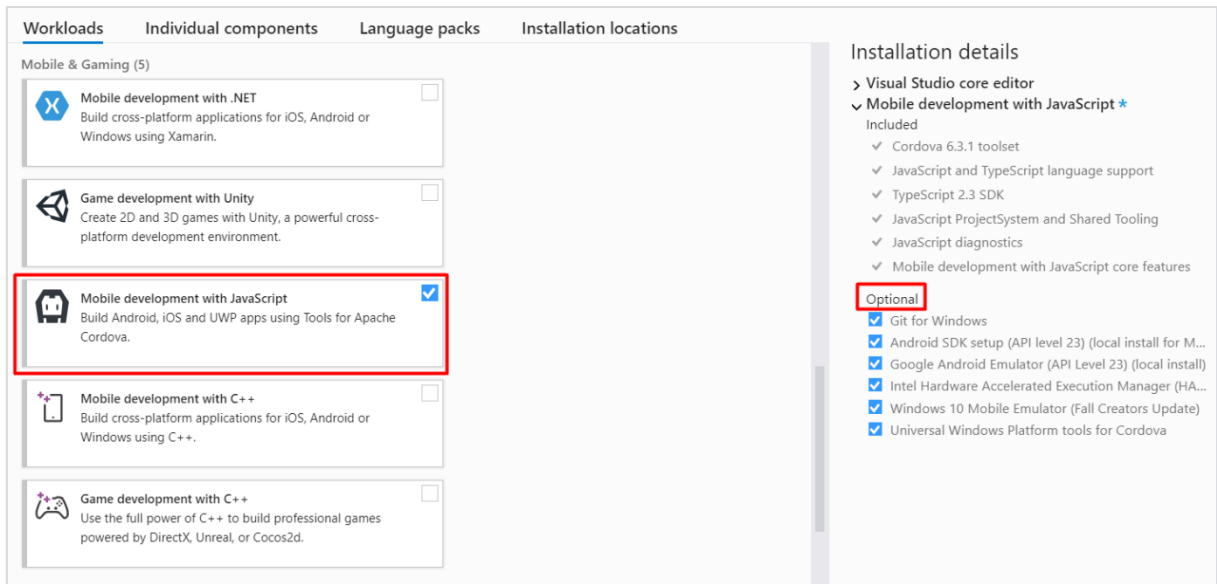 Workloads Individual components Language packs Installation locations
Mobile & Gaming (5)
Mobile development with .NET
Build cross-platform applications for iOS, Android or
Windows using Xamarin.
Game development with Unity
Create 2D and 3D games with Unity, a powerful cross-
platform development environment.
Mobile development with JavaScript
Build Android, iOS and UWP apps using Tools for Apache
Cordova.
Mobile development with C++
Build cross-platform applications for iOS, Android or
Windows using C++.
Game development with C++
Use the full power of C++ to build professional games
powered by DirectX, Unreal, or Cocos2d.
Installation details
Visual Studio core editor
Mobile development with JavaScript *
Included
Cordova 6.3.1 toolset
JavaScript and TypeScript language support
TypeScript 2.3 SDK
JavaScript ProjectSystem and Shared Tooling
JavaScript diagnostics
Mobile development with JavaScript core features
Optional
Git for Windows
Android SDK setup (API level 23) (local install for M...
Google Android Emulator (API Level 23) (local install)
Intel Hardware Accelerated Execution Manager (HA...
Windows 10 Mobile Emulator (Fall Creators Update)
Universal Windows Platform tools for Cordova